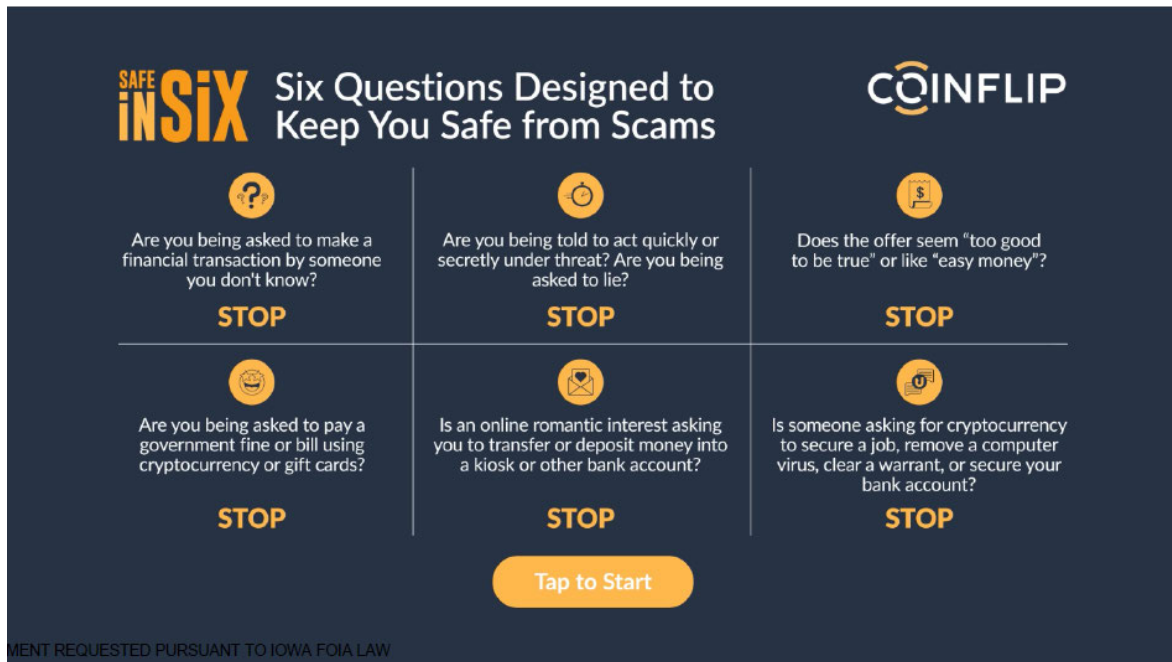 SAFE
iNSiX
Six Questions Designed to
Keep You Safe from Scams
COINFLIP
Are you being asked to make a
financial transaction by someone
you don't know?
STOP
Are you being told to act quickly or
secretly under threat? Are you being
asked to lie?
STOP
$
Does the offer seem “too good
to be true” or like “easy money”?
STOP
Are you being asked to pay a
government fine or bill using
cryptocurrency or gift cards?
STOP
Is an online romantic interest asking
you to transfer or deposit money into
a kiosk or other bank account?
STOP
Is someone asking for cryptocurrency
to secure a job, remove a computer
virus, clear a warrant, or secure your
bank account?
STOP
Tap to Start
MENT REQUESTED PURSUANT TO IOWA FOIA LAW